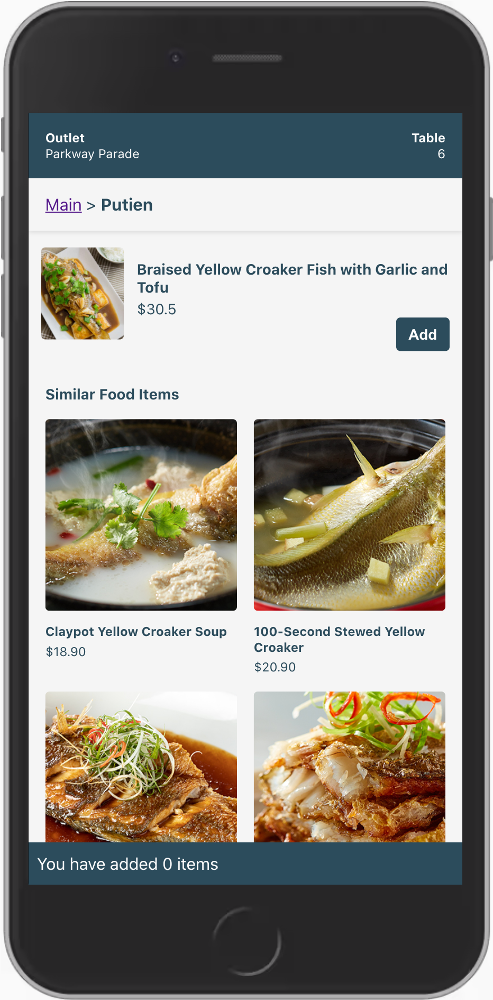 Outlet
Table
Parkway Parade
6
Main > Putien
Braised Yellow Croaker Fish with Garlic and
Tofu
$30.5
Add
Similar Food Items
Claypot Yellow Croaker Soup
$18.90
100-Second Stewed Yellow
Croaker
$20.90
You have added 0 items